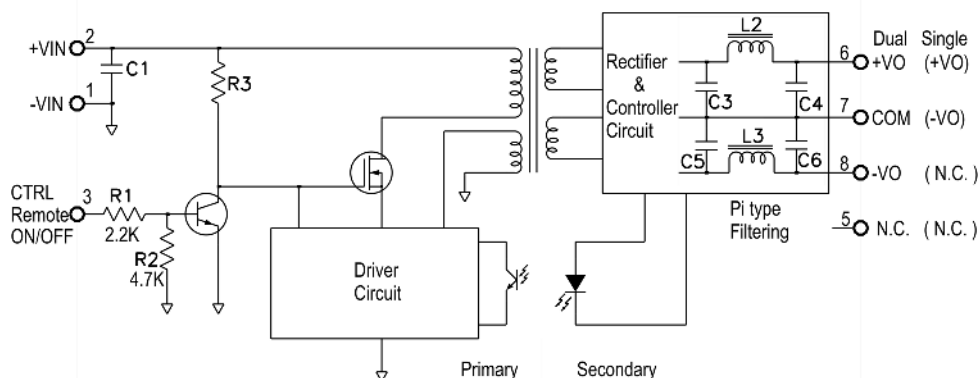 2
+VIN
C1
1
-VIN
R3
CTRL 3
Remote
ON/OFF
R1
2.2K
R2
4.7K
Driver
Circuit
Primary
Secondary
Rectifier
&
Controller
Circuit
L2
C3
C4
L3
C5
C6
Pi type
Filtering
Dual Single
6 +VO (+VO)
7 COM (-VO)
8 -VO (N.C.)
5 N.C. (N.C.)